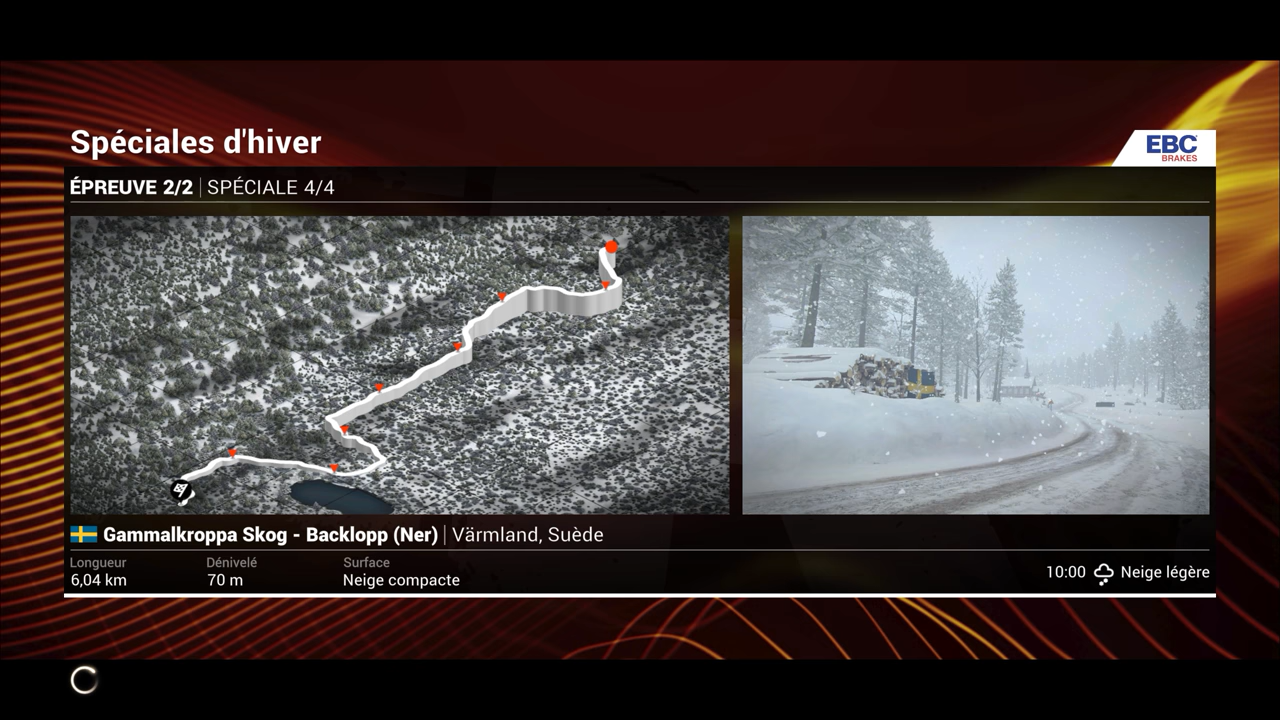 Spéciales d'hiver
EBC
BRAKES
ÉPREUVE 2/2 | SPÉCIALE 4/4
Gammalkroppa Skog - Backlopp (Ner) | Värmland, Suède
Longueur
Dénivelé
Surface
6,04 km
70 m
Neige compacte
10:00
Neige légère